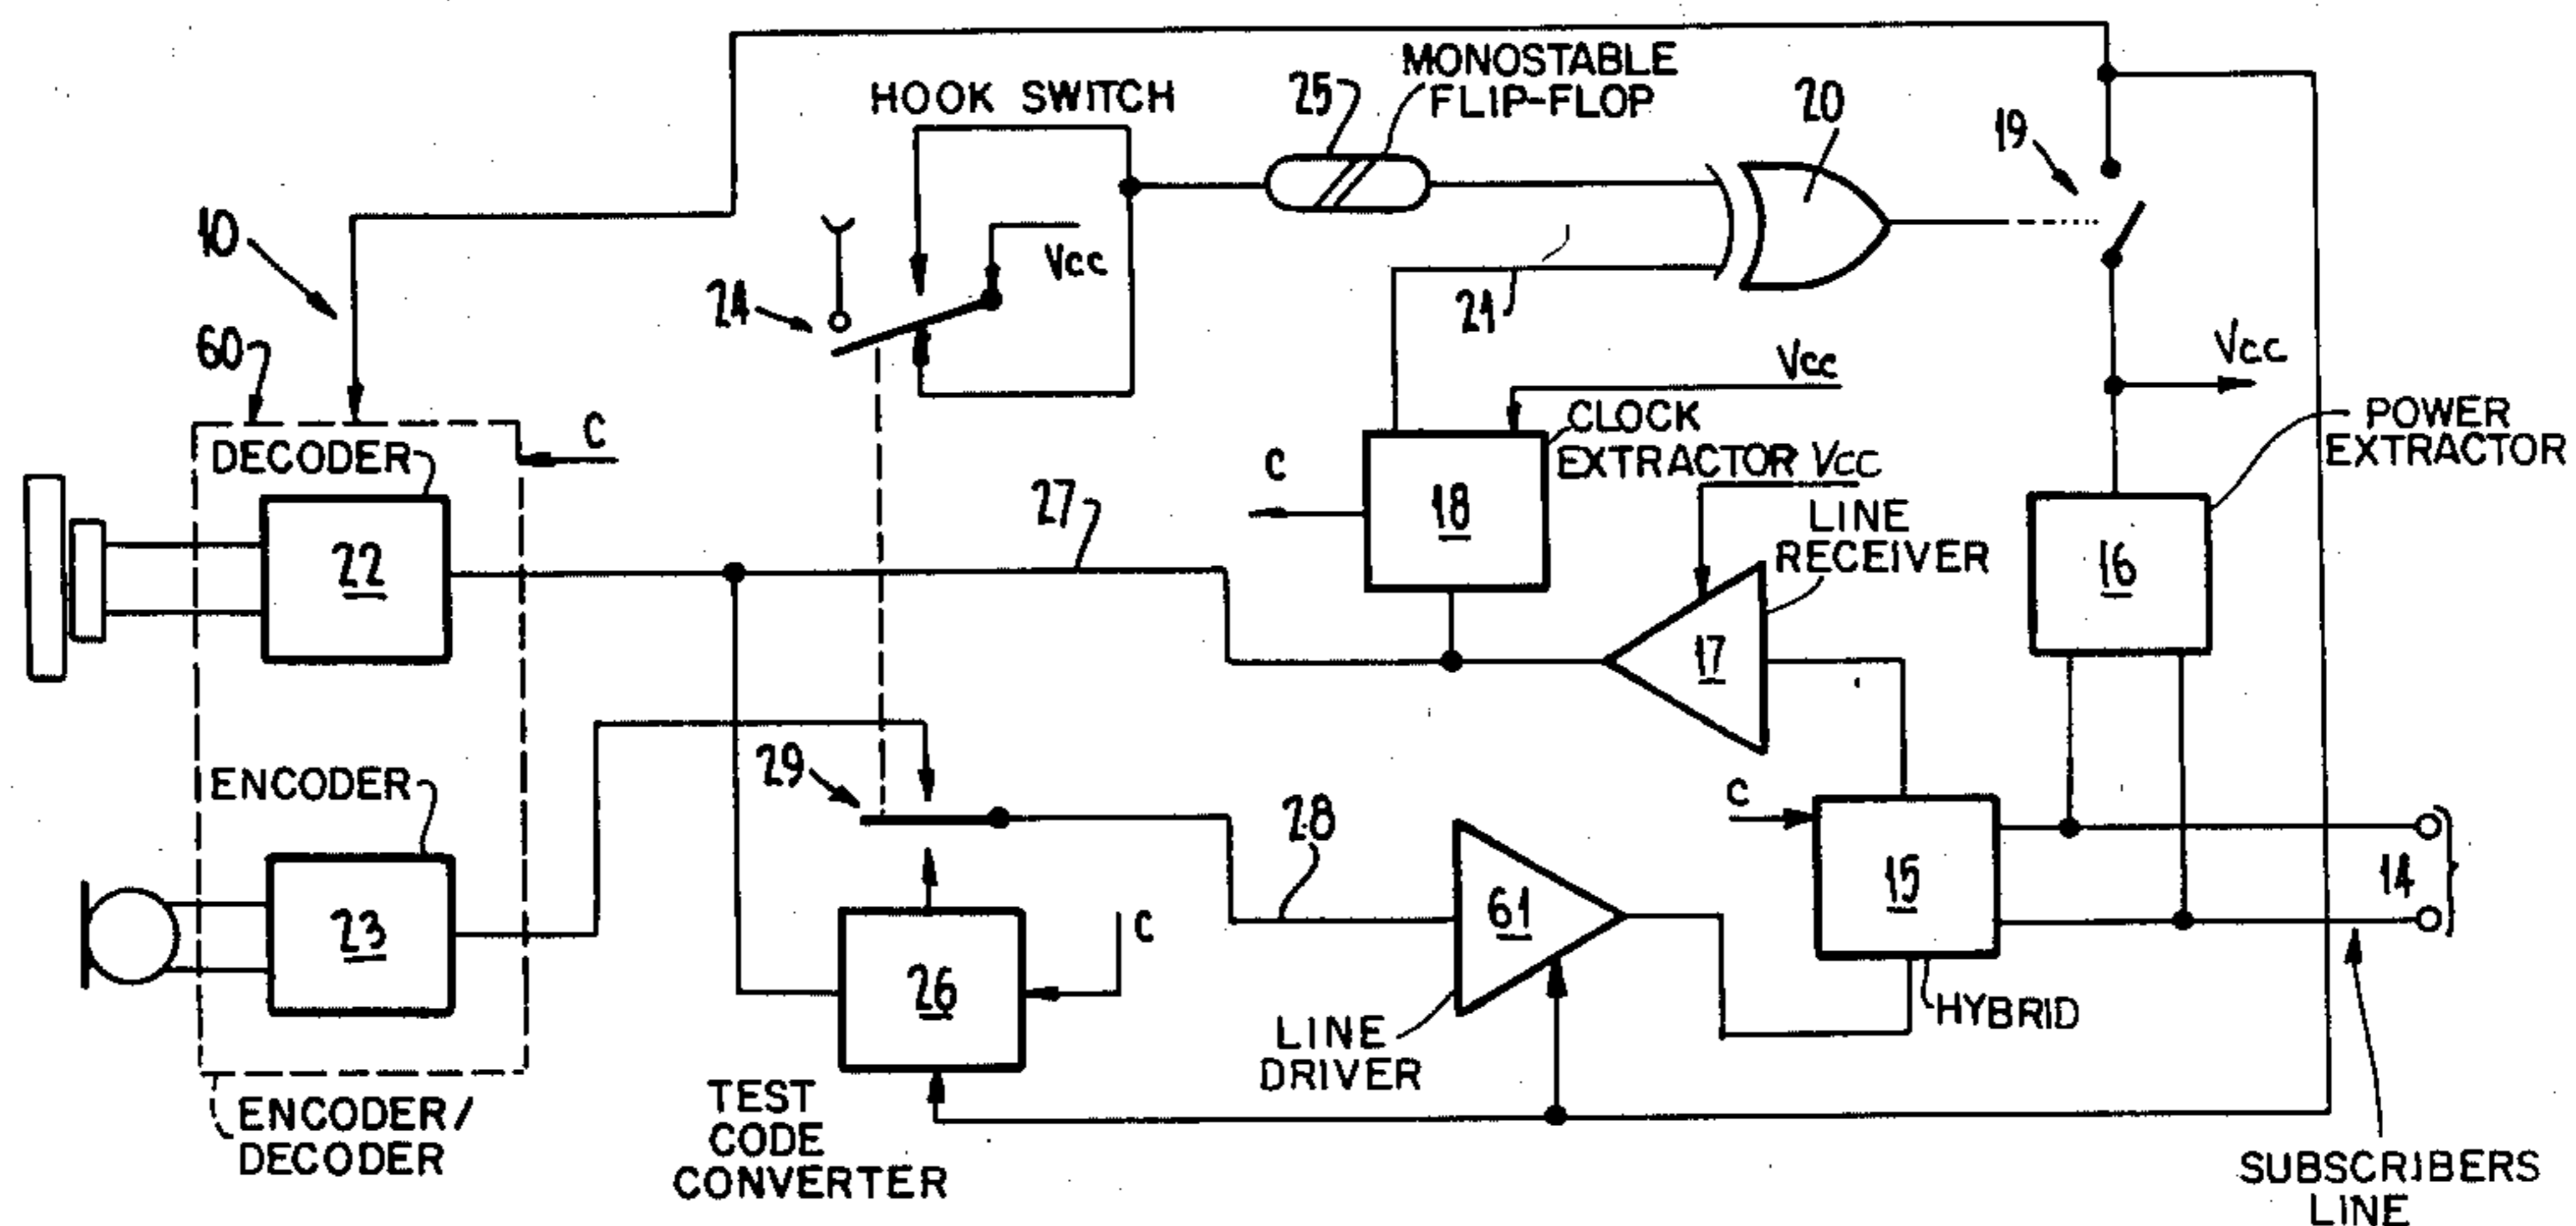 MONOSTABLE
FLIP-FLOP
25
20
HOOK SWITCH
19
10
Vcc
24
21
60
Vcc
Vcc
C
CLOCK
EXTRACTOR
POWER
EXTRACTOR
DECODER
C
VCC
27
18
LINE
RECEIVER
22
16
17
29
ENCODER
C
28
14
15
23
61
C
26
HYBRID
LINE
DRIVER
TEST
CODE
CONVERTER
ENCODER/
DECODER
SUBSCRIBERS
LINE